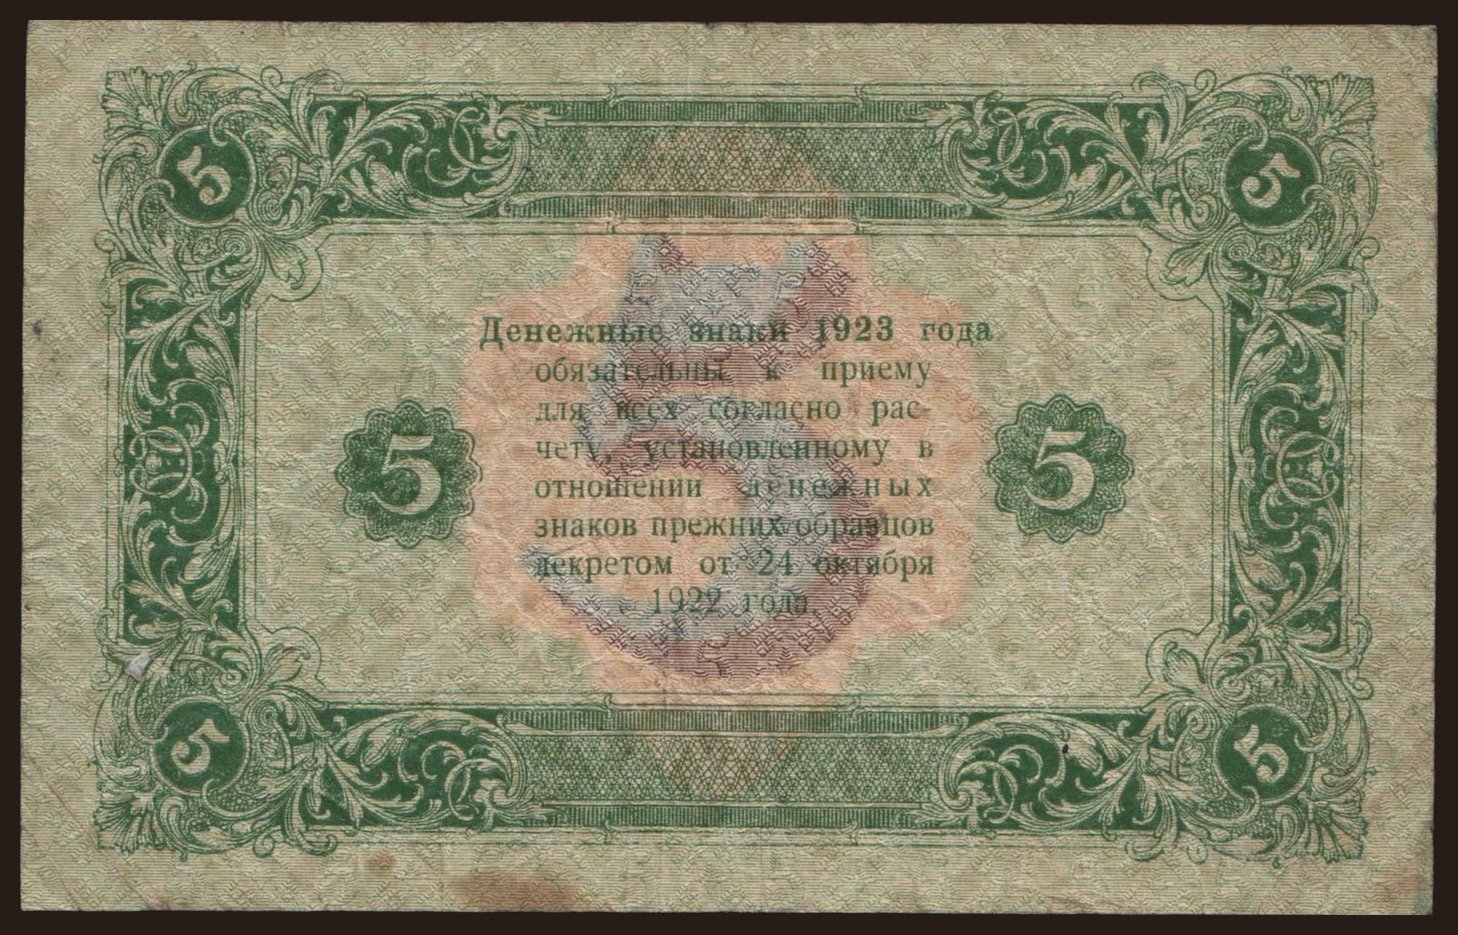 5 5
Денежные знаки 1923 года
обязательны к приему
для всех согласно рас-
чету, установленному в
5 отношении денежных 5
знаков прежних образцов
декретом от 24 октября
1922 года.
5 5